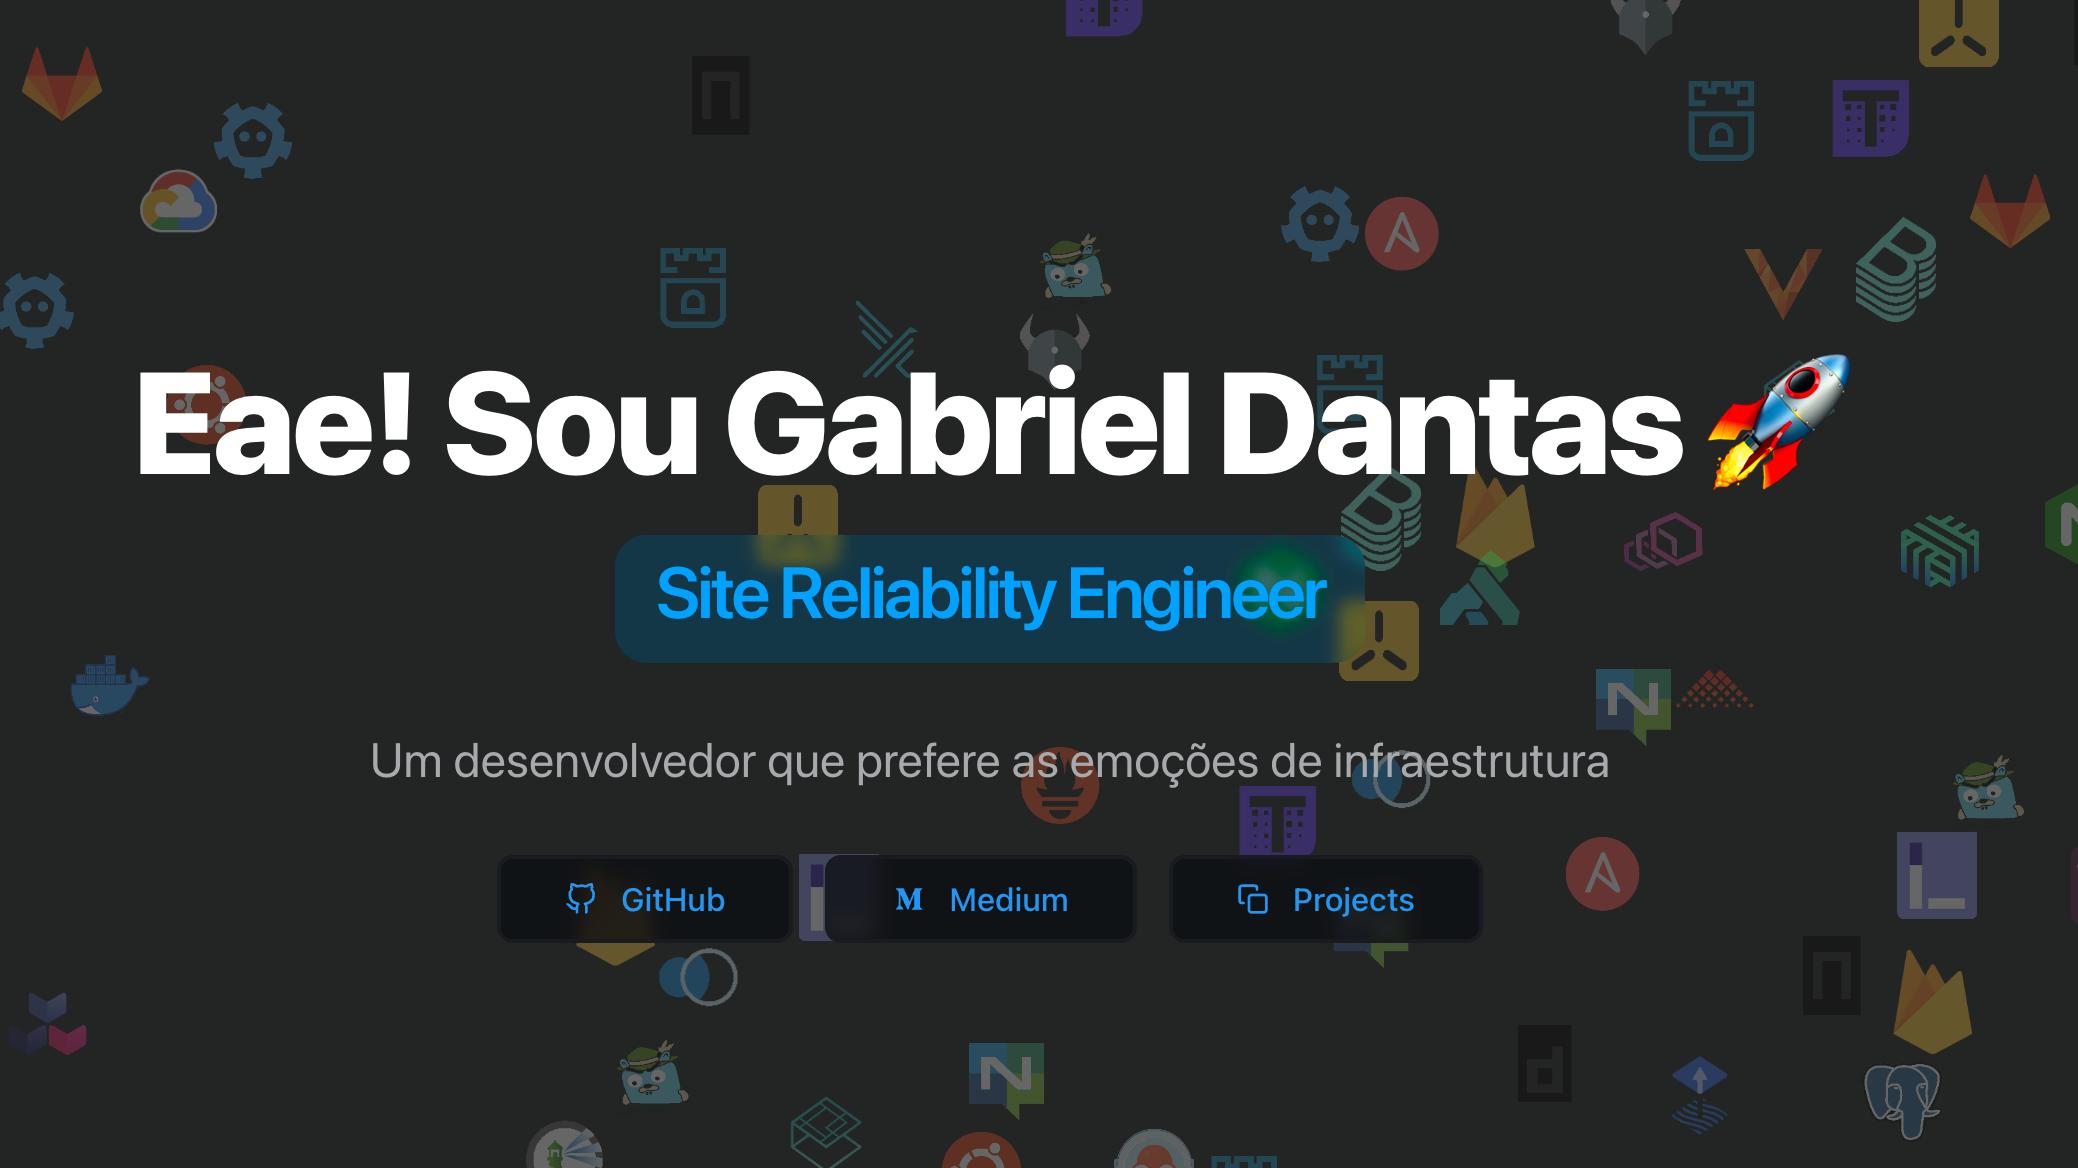 Eae! Sou Gabriel Dantas 🚀
Site Reliability Engineer
Um desenvolvedor que prefere as emoções de infraestrutura
GitHub
Medium
Projects